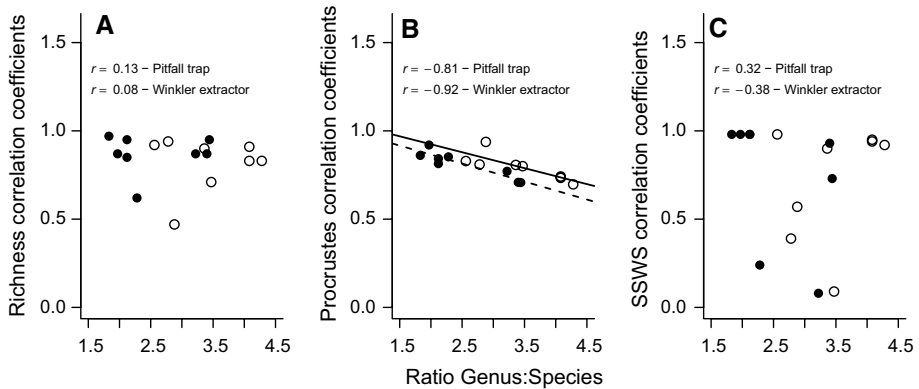 A
B
C
Richness correlation coefficients
1.5
1.0
0.5
0.0
r = 0.13 − Pitfall trap
r = 0.08 − Winkler extractor
1.5 2.5 3.5 4.5
Procrustes correlation coefficients
1.5
1.0
0.5
0.0
r = −0.81 − Pitfall trap
r = −0.92 − Winkler extractor
1.5 2.5 3.5 4.5
SSWS correlation coefficients
1.5
1.0
0.5
0.0
r = 0.32 − Pitfall trap
r = −0.38 − Winkler extractor
1.5 2.5 3.5 4.5
Ratio Genus:Species